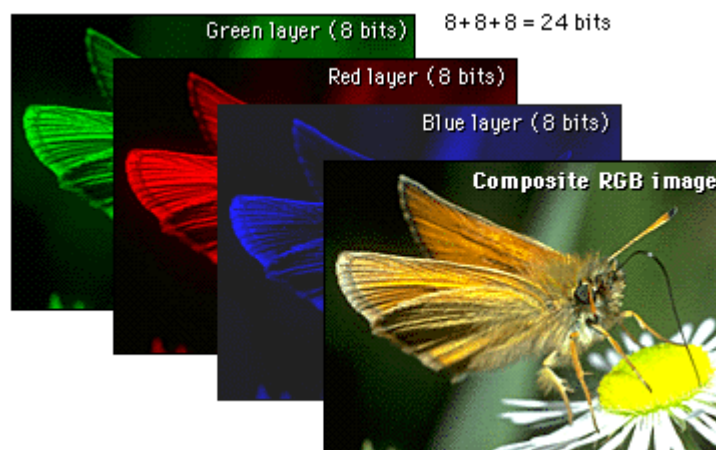 Green layer (8 bits)
8+8+8 = 24 bits
Red layer (8 bits)
Blue layer (8 bits)
Composite RGB image